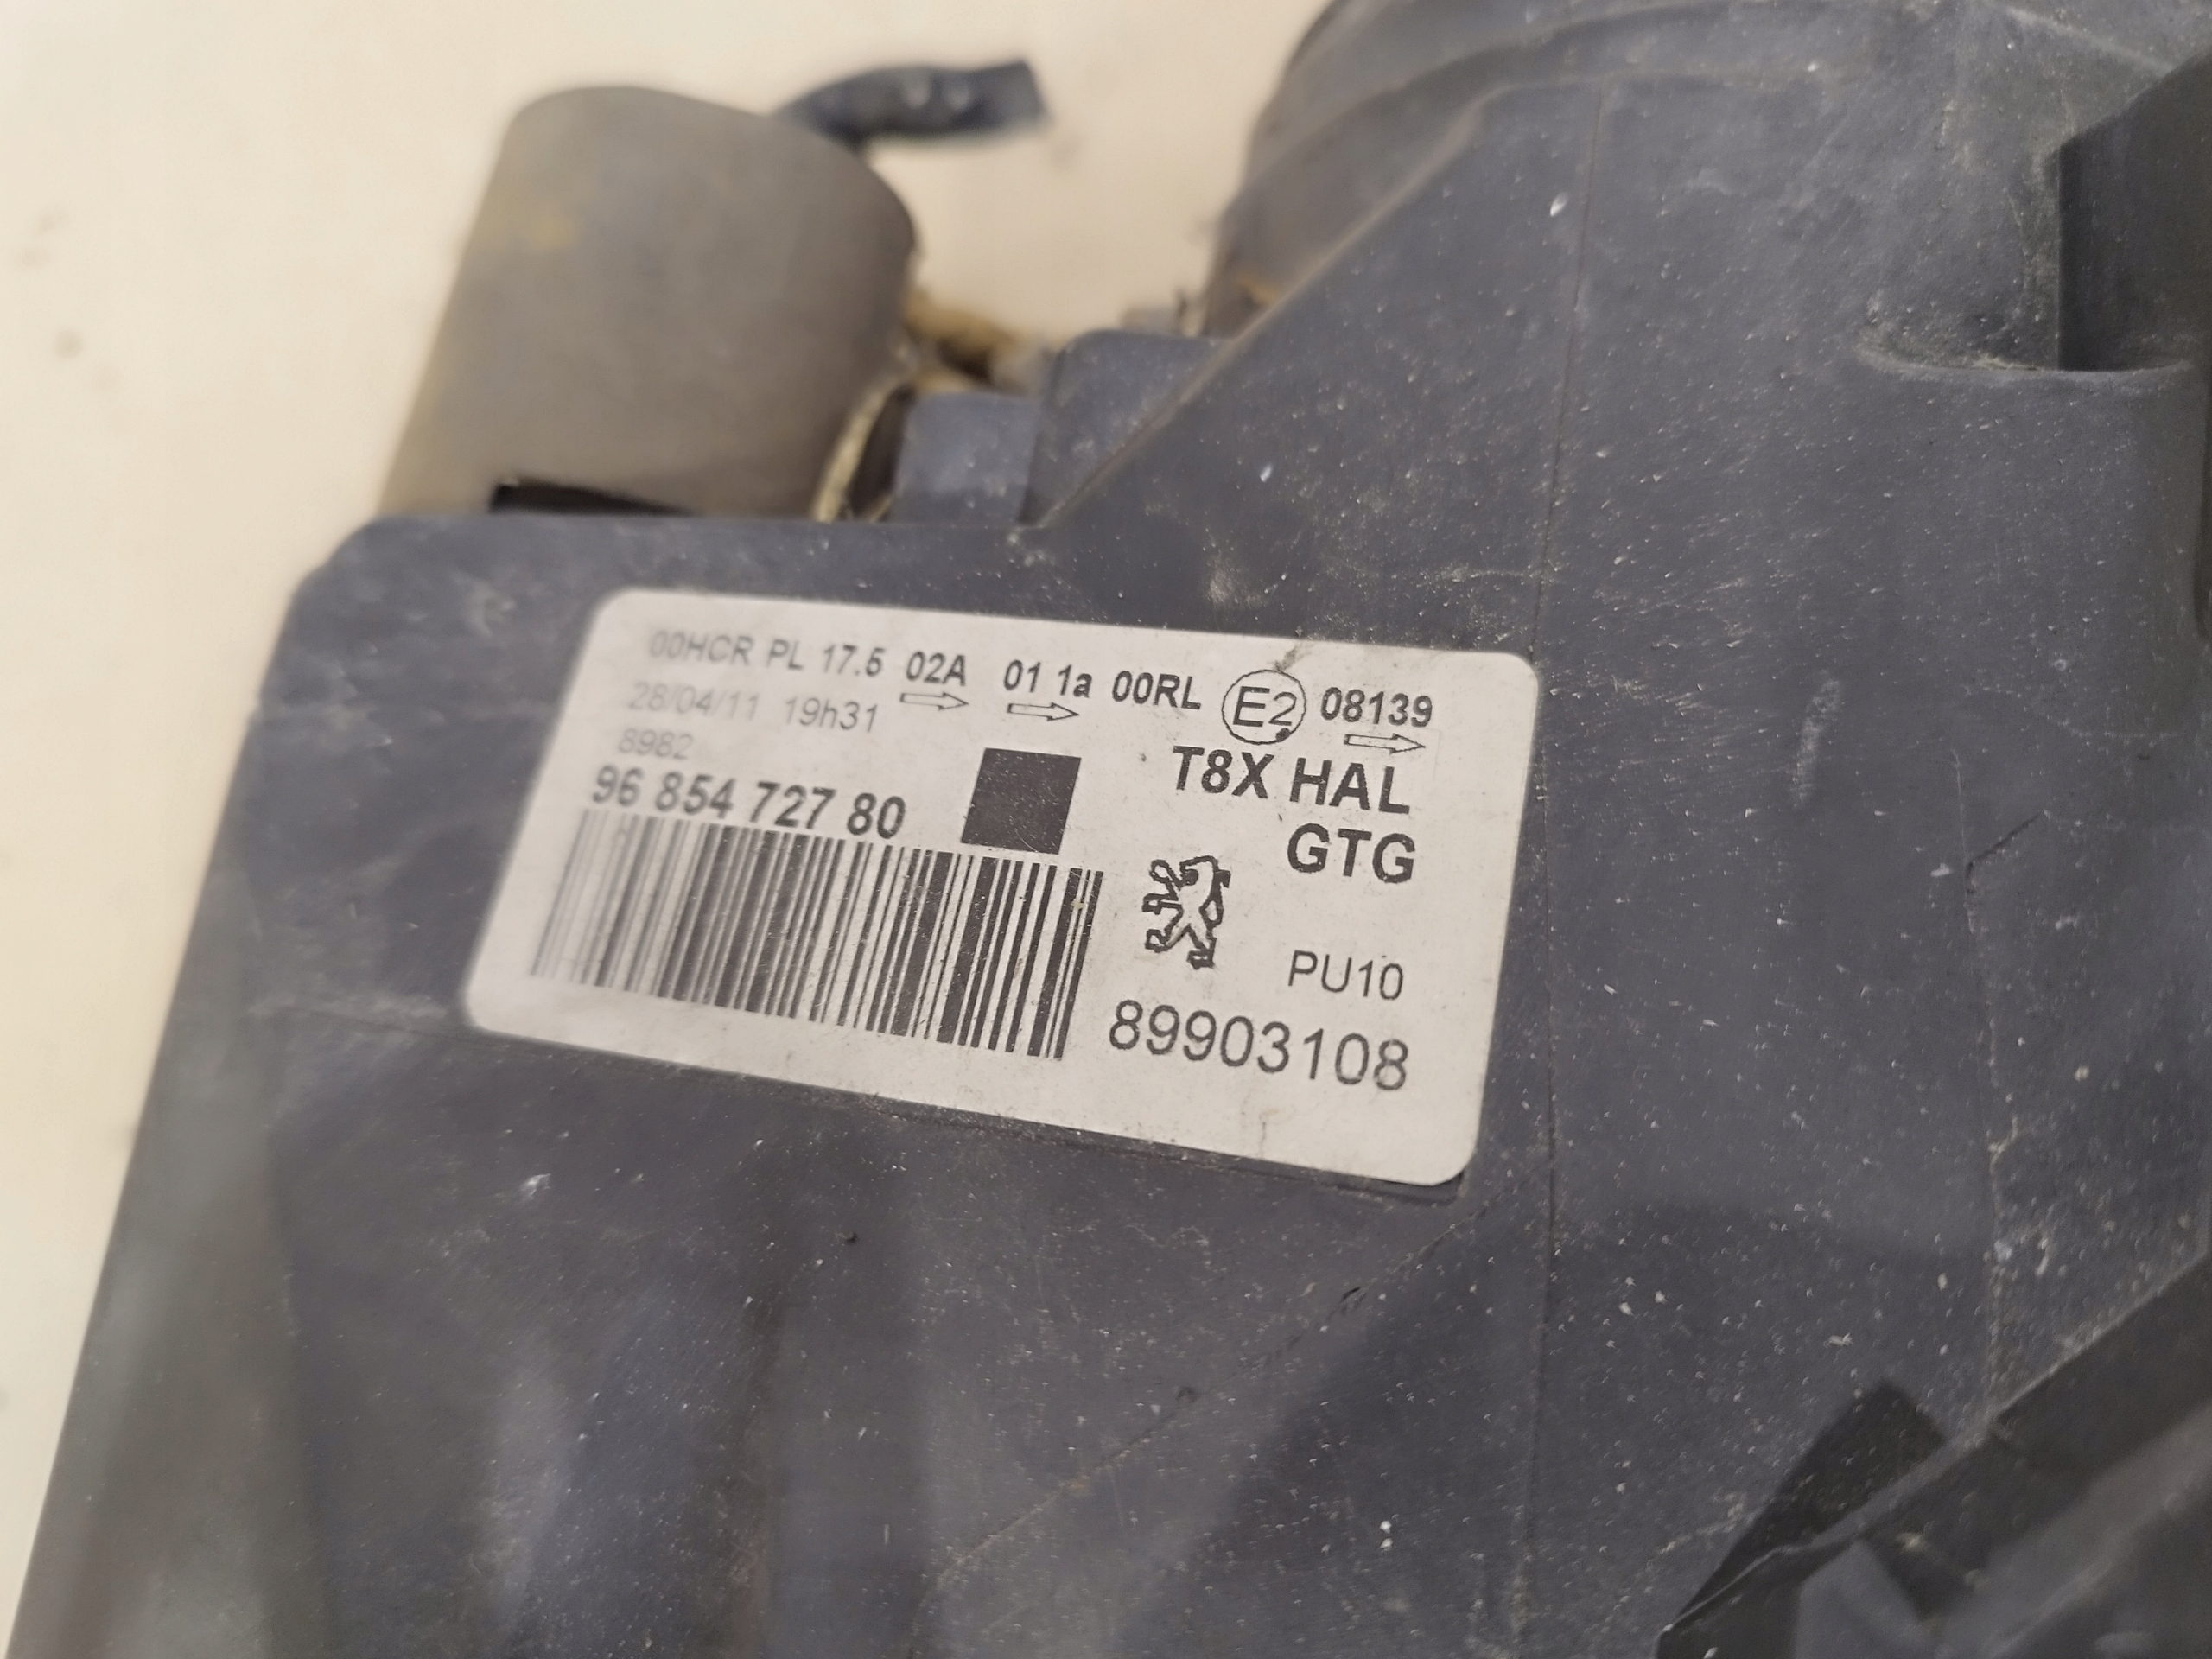 00HCR PL 17.5 02A 01 1a 00RL E2 08139
28/04/11 19h31
8982
96 854 727 80
T8X HAL
GTG
PU10
89903108